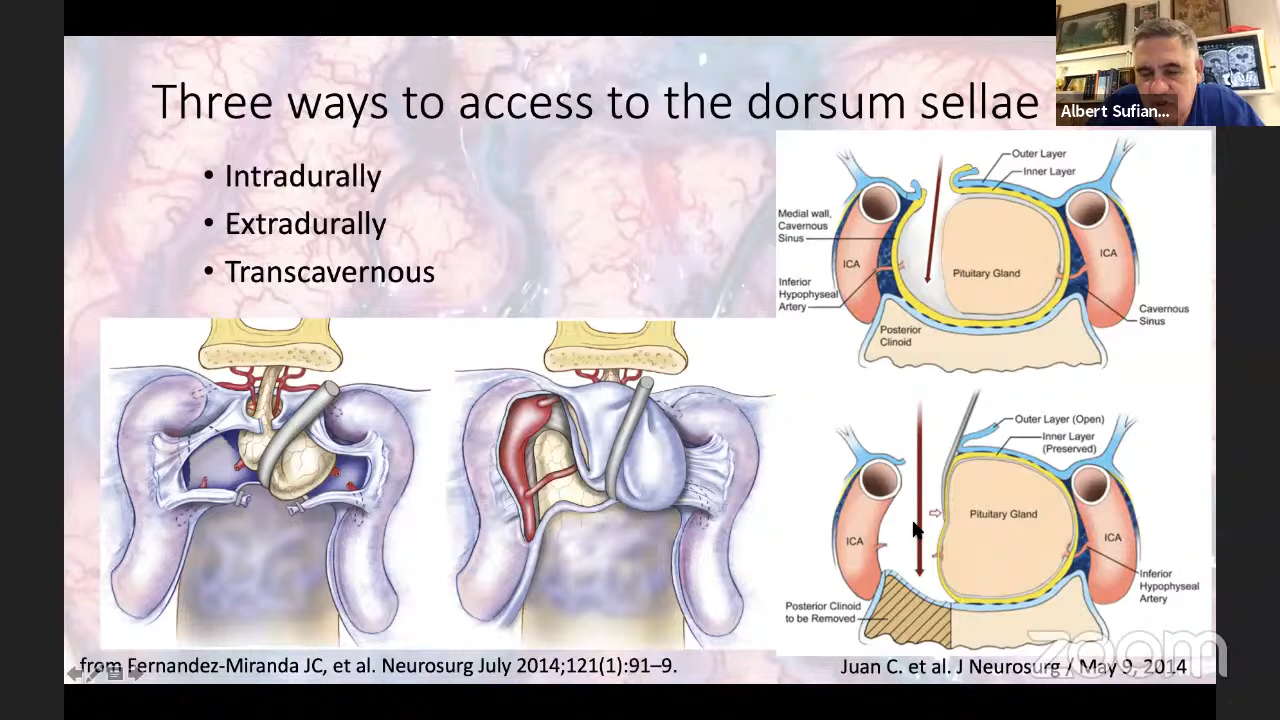 Three ways to access to the dorsum sellae
Albert Sufian...
• Intradurally
• Extradurally
• Transcavernous
Outer Layer
Inner Layer
Medial wall,
Cavernous
Sinus
ICA
ICA
Pituitary Gland
Inferior
Hypophyseal
Artery
Cavernous
Sinus
Posterior
Clinoid
Outer Layer (Open)
Inner Layer
(Preserved)
Pituitary Gland
ICA
ICA
Inferior
Hypophyseal
Artery
Posterior Clinoid
to be Removed
from Fernandez-Miranda JC, et al. Neurosurg July 2014;121(1):91–9.
Juan C. et al. J Neurosurg / May 9, 2014
zoom